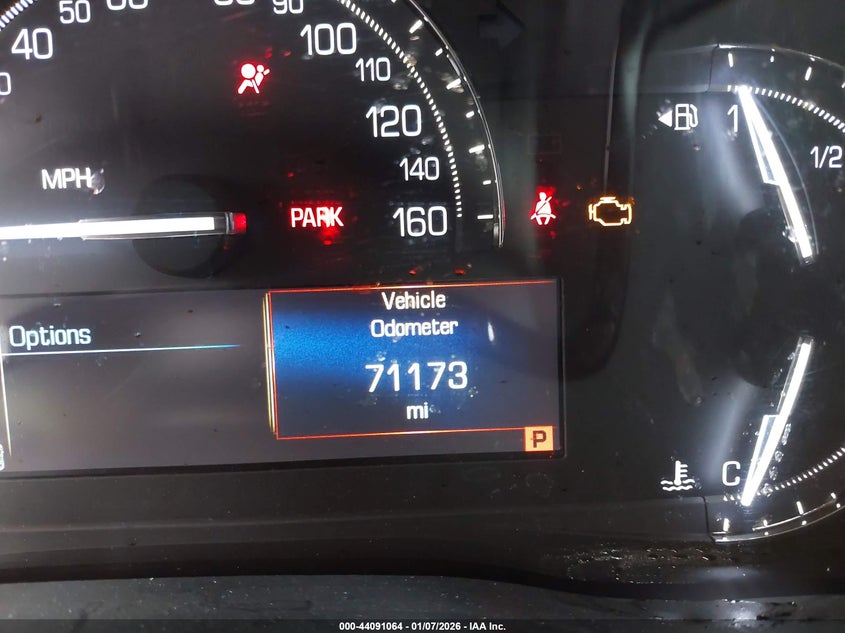 40
50
90
100
110
120
140
160
MPH
PARK
1
1/2
Options
Vehicle
Odometer
71173
mi
P
C
000-44091064 - 01/07/2026 - IAA Inc.